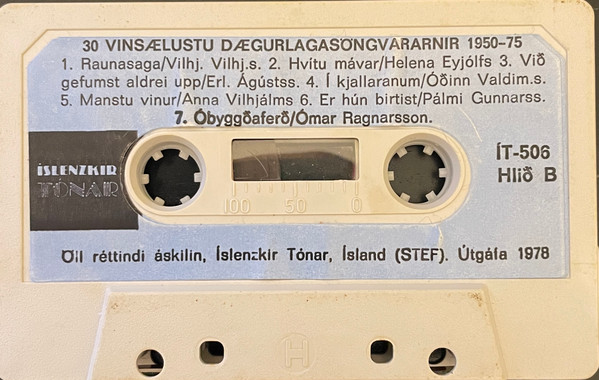 30 VINSÆLUSTU DÆGURLAGASÖNGVARARNIR 1950-75
1. Raunasaga/Vilhj. Vilhj.s. 2. Hvítu mávar/Helena Eyjólfs 3. Við
gefumst aldrei upp/Erl. Ágústss. 4. Í kjallaranum/Óðinn Valdim.s.
5. Manstu vinur/Anna Vilhjálms 6. Er hún birtist/Pálmi Gunnarss.
7. Óbyggðaferð/Ómar Ragnarsson.
ÍSLENZKIR
TÓNAR
ÍT-506
Hlið B
100 50 0
Öll réttindi áskilin, Íslenzkir Tónar, Ísland (STEF). Útgáfa 1978
H